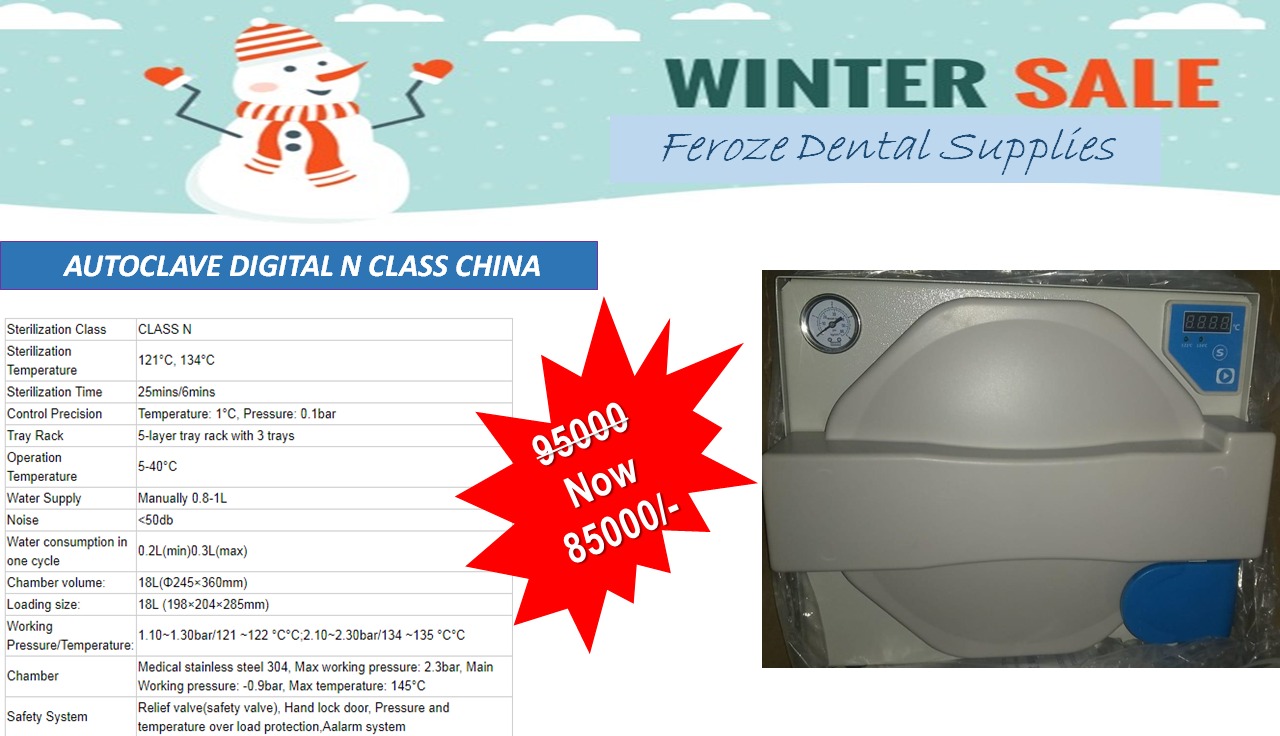 WINTER SALE
Feroze Dental Supplies
AUTOCLAVE DIGITAL N CLASS CHINA
Sterilization Class CLASS N
Sterilization
Temperature 121°C, 134°C
Sterilization Time 25mins/6mins
Control Precision Temperature: 1°C, Pressure: 0.1bar
Tray Rack 5-layer tray rack with 3 trays
Operation
Temperature 5-40°C
Water Supply Manually 0.8-1L
Noise <50db
Water consumption in
one cycle 0.2L(min)0.3L(max)
Chamber volume: 18L(Φ245×360mm)
Loading size: 18L (198×204×285mm)
Working
Pressure/Temperature: 1.10~1.30bar/121 ~122 °C°C;2.10~2.30bar/134 ~135 °C°C
Chamber Medical stainless steel 304, Max working pressure: 2.3bar, Main
Working pressure: -0.9bar, Max temperature: 145°C
Safety System Relief valve(safety valve), Hand lock door, Pressure and
temperature over load protection,Aalarm system
95000
Now
85000/-
°C
S